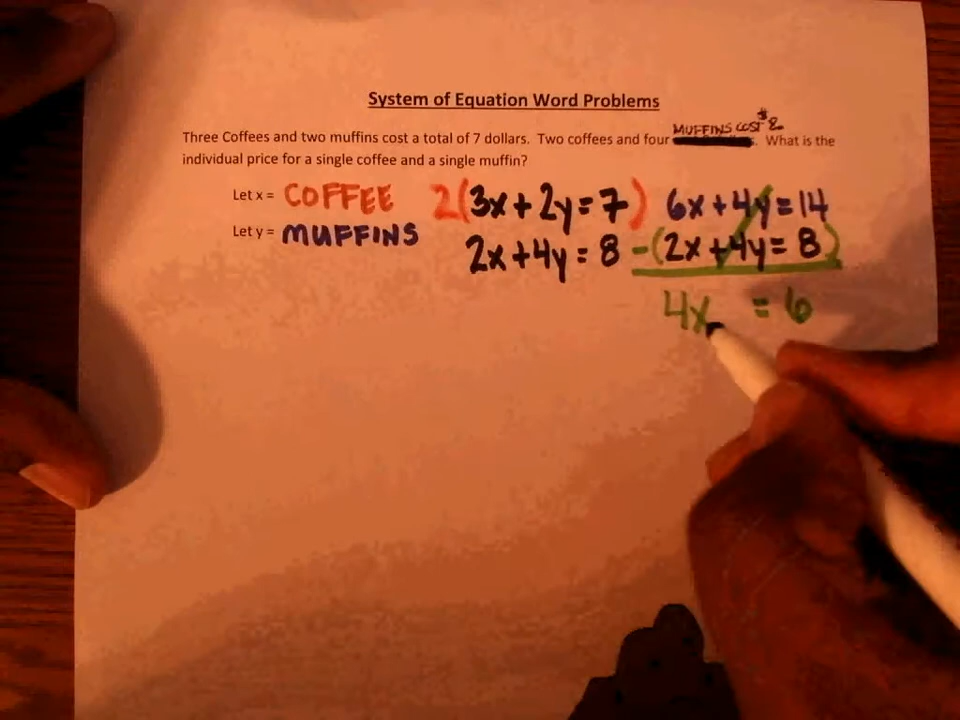 System of Equation Word Problems
MUFFINS COST $8
Three Coffees and two muffins cost a total of 7 dollars. Two coffees and four . What is the
individual price for a single coffee and a single muffin?
Let x = COFFEE 2(3x+2y=7) 6x+4y=14
Let y = MUFFINS 2x+4y=8 -(2x+4y=8)
4x =6